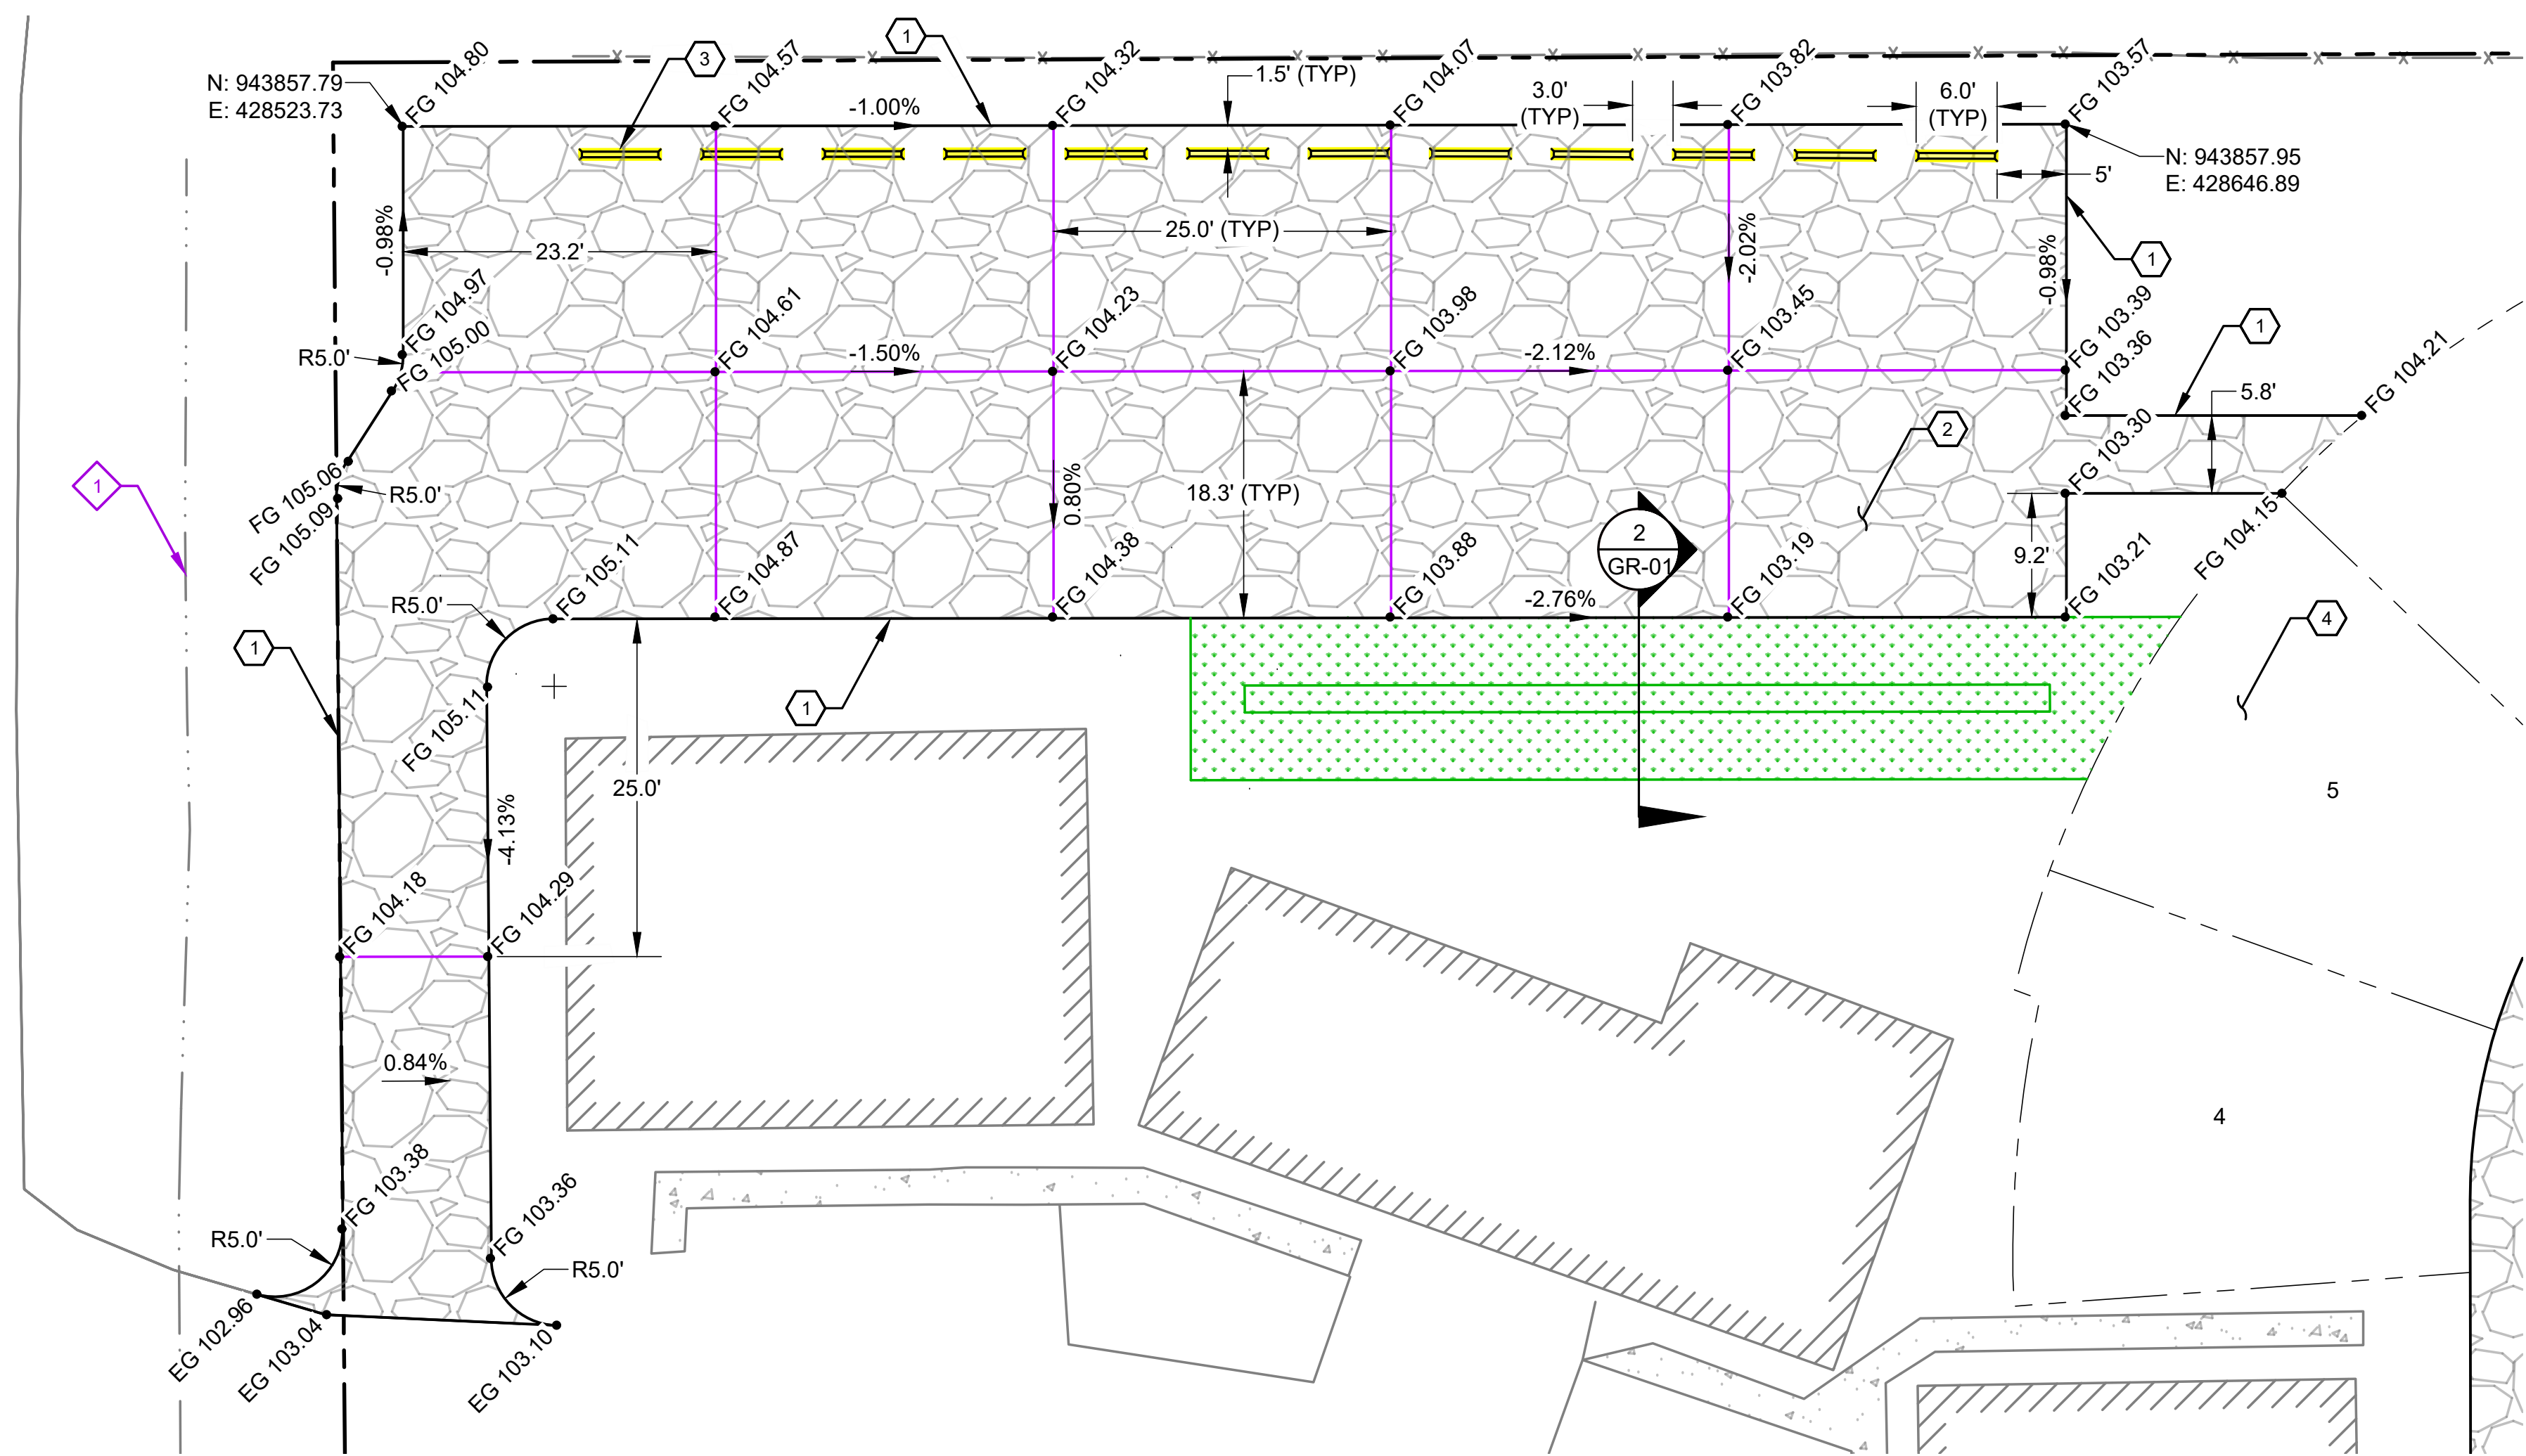 1
3
FG 104.80
FG 104.57
FG 104.32
FG 104.07
FG 103.82
FG 103.57
N: 943857.79
E: 428523.73
-1.00%
1.5' (TYP)
3.0'
(TYP)
6.0'
(TYP)
N: 943857.95
E: 428646.89
5'
-0.98%
23.2'
25.0' (TYP)
-2.02%
-0.98%
1
FG 104.97
FG 105.00
R5.0'
FG 104.61
-1.50%
FG 104.23
FG 103.98
-2.12%
FG 103.45
FG 103.39
FG 103.36
1
FG 104.21
5.8'
1
FG 105.06
R5.0'
FG 105.09
0.80%
18.3' (TYP)
2
FG 103.30
FG 104.15
9.2'
2
GR-01
R5.0'
FG 105.11
FG 104.87
FG 104.38
FG 103.88
-2.76%
FG 103.19
FG 103.21
4
1
FG 105.11
1
25.0'
-4.13%
5
FG 104.18
FG 104.29
0.84%
4
FG 103.38
FG 103.36
R5.0'
R5.0'
EG 102.96
EG 103.04
EG 103.10